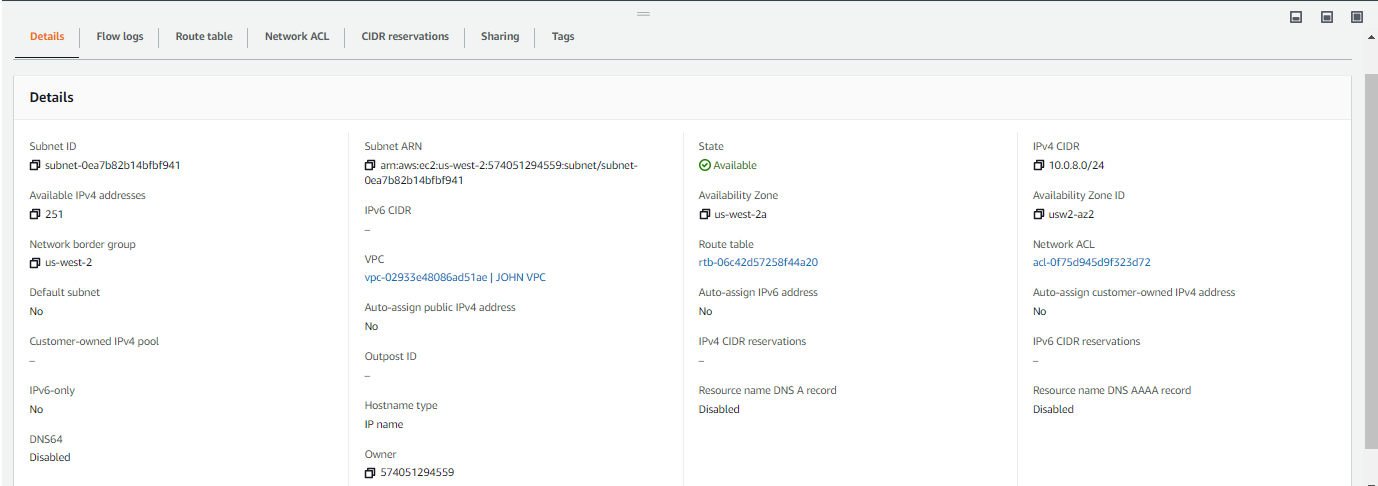 Details
Flow logs
Route table
Network ACL
CIDR reservations
Sharing
Tags
Details
Subnet ID
subnet-0ea7b82b14bfbf941
Available IPv4 addresses
251
Network border group
us-west-2
Default subnet
No
Customer-owned IPv4 pool
–
IPv6-only
No
DNS64
Disabled
Subnet ARN
arn:aws:ec2:us-west-2:574051294559:subnet/subnet-
0ea7b82b14bfbf941
IPv6 CIDR
–
VPC
vpc-02933e48086ad51ae | JOHN VPC
Auto-assign public IPv4 address
No
Outpost ID
–
Hostname type
IP name
Owner
574051294559
State
Available
Availability Zone
us-west-2a
Route table
rtb-06c42d57258f44a20
Auto-assign IPv6 address
No
IPv4 CIDR reservations
–
Resource name DNS A record
Disabled
IPv4 CIDR
10.0.8.0/24
Availability Zone ID
usw2-az2
Network ACL
acl-0f75d945d9f323d72
Auto-assign customer-owned IPv4 address
No
IPv6 CIDR reservations
–
Resource name DNS AAAA record
Disabled